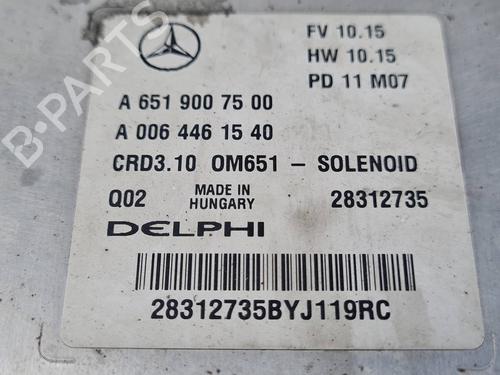 FV 10.15
HW 10.15
PD 11 M07
A 651 900 75 00
A 006 446 15 40
CRD3.10 OM651 - SOLENOID
Q02 MADE IN HUNGARY 28312735
DELPHI
28312735BYJ119RC
B-PARTS